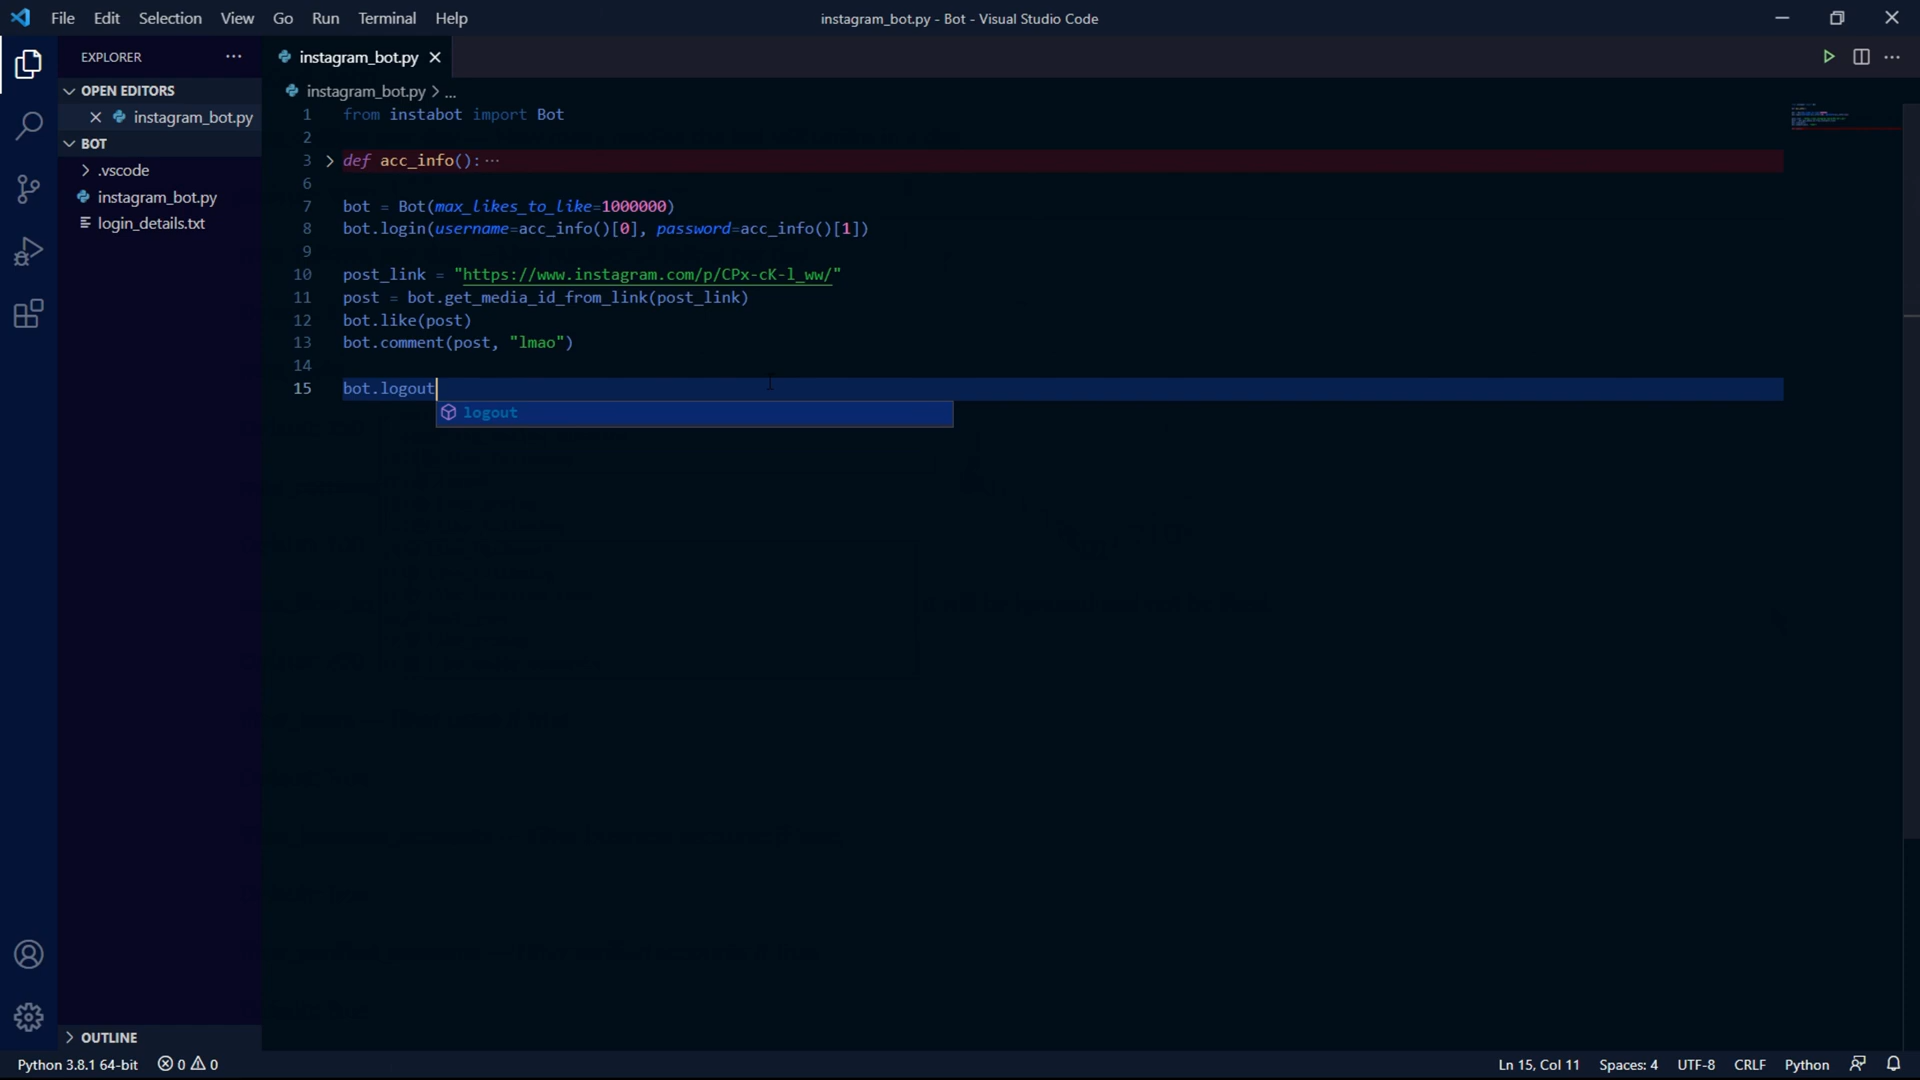 File Edit Selection View Go Run Terminal Help
instagram_bot.py - Bot - Visual Studio Code
EXPLORER ···
OPEN EDITORS
instagram_bot.py
BOT
.vscode
instagram_bot.py
login_details.txt
OUTLINE
instagram_bot.py
instagram_bot.py > ...
1 from instabot import Bot
2
3 def acc_info():···
6
7 bot = Bot(max_likes_to_like=1000000)
8 bot.login(username=acc_info()[0], password=acc_info()[1])
9
10 post_link = "https://www.instagram.com/p/CPx-cK-l_ww/"
11 post = bot.get_media_id_from_link(post_link)
12 bot.like(post)
13 bot.comment(post, "lmao")
14
15 bot.logout
logout
Python 3.8.1 64-bit 0 0 Ln 15, Col 11 Spaces: 4 UTF-8 CRLF Python